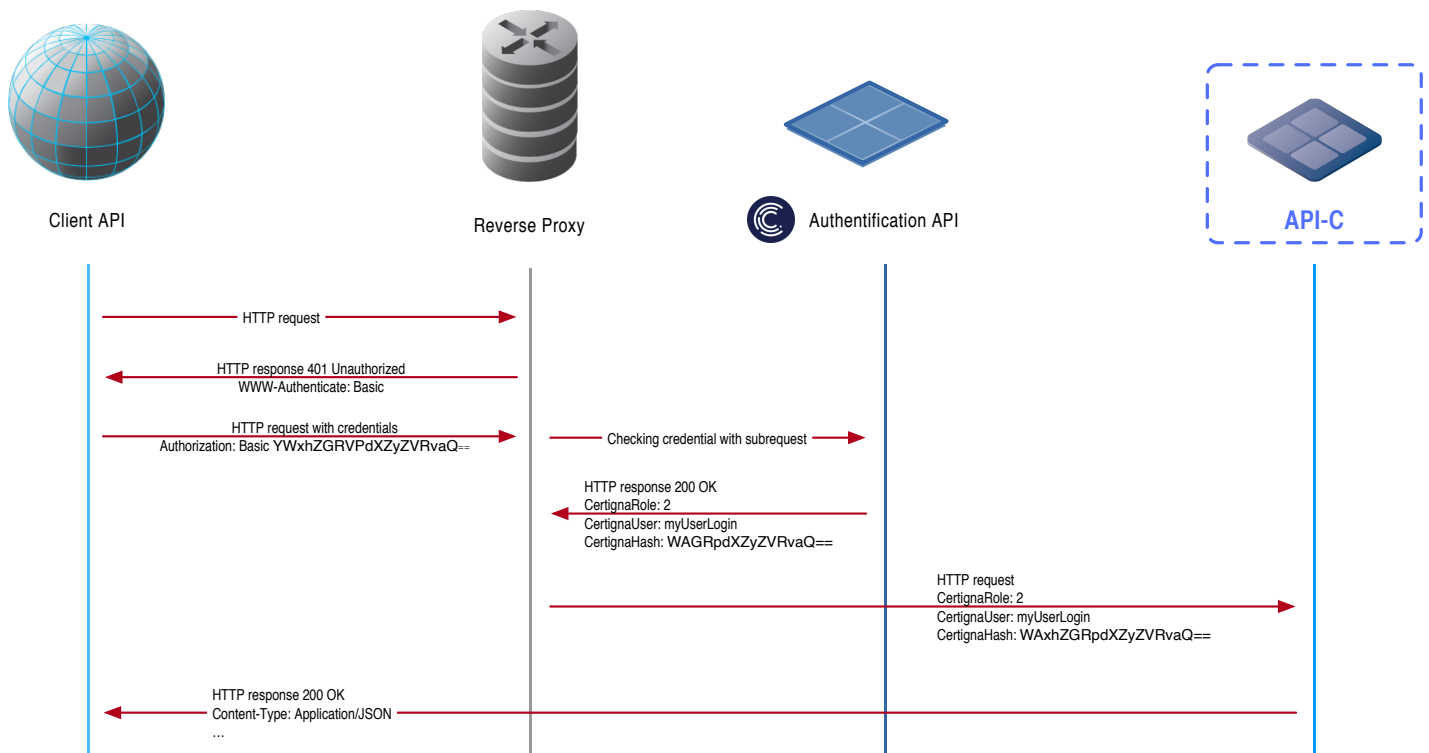 Client API
Reverse Proxy
Authentification API
API-C
HTTP request
HTTP response 401 Unauthorized
WWW-Authenticate: Basic
HTTP request with credentials
Authorization: Basic YWxhZGRVPdXZyZVRvaQ==
Checking credential with subrequest
HTTP response 200 OK
CertignaRole: 2
CertignaUser: myUserLogin
CertignaHash: WAGRpdXZyZVRvaQ==
HTTP request
CertignaRole: 2
CertignaUser: myUserLogin
CertignaHash: WAxhZGRpdXZyZVRvaQ==
HTTP response 200 OK
Content-Type: Application/JSON
...